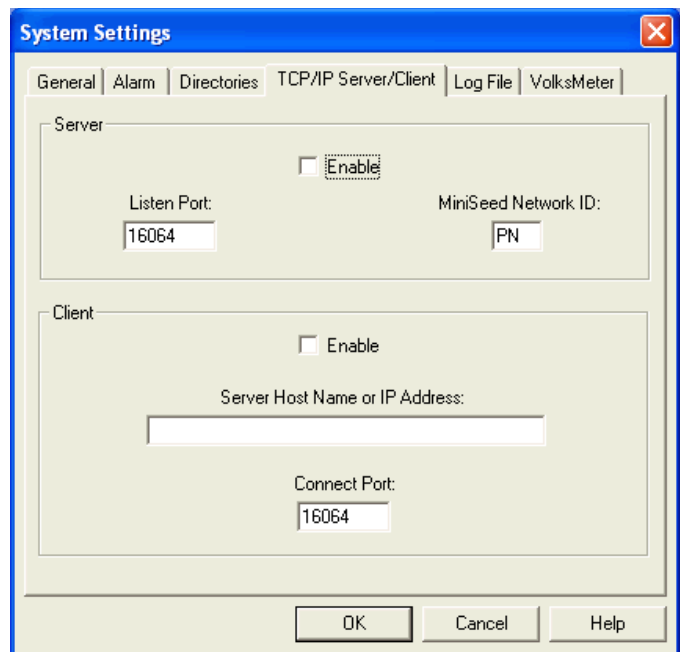 System Settings
General Alarm Directories TCP/IP Server/Client Log File VolksMeter
Server
Enable
Listen Port: MiniSeed Network ID:
16064 PN
Client
Enable
Server Host Name or IP Address:
Connect Port:
16064
OK Cancel Help